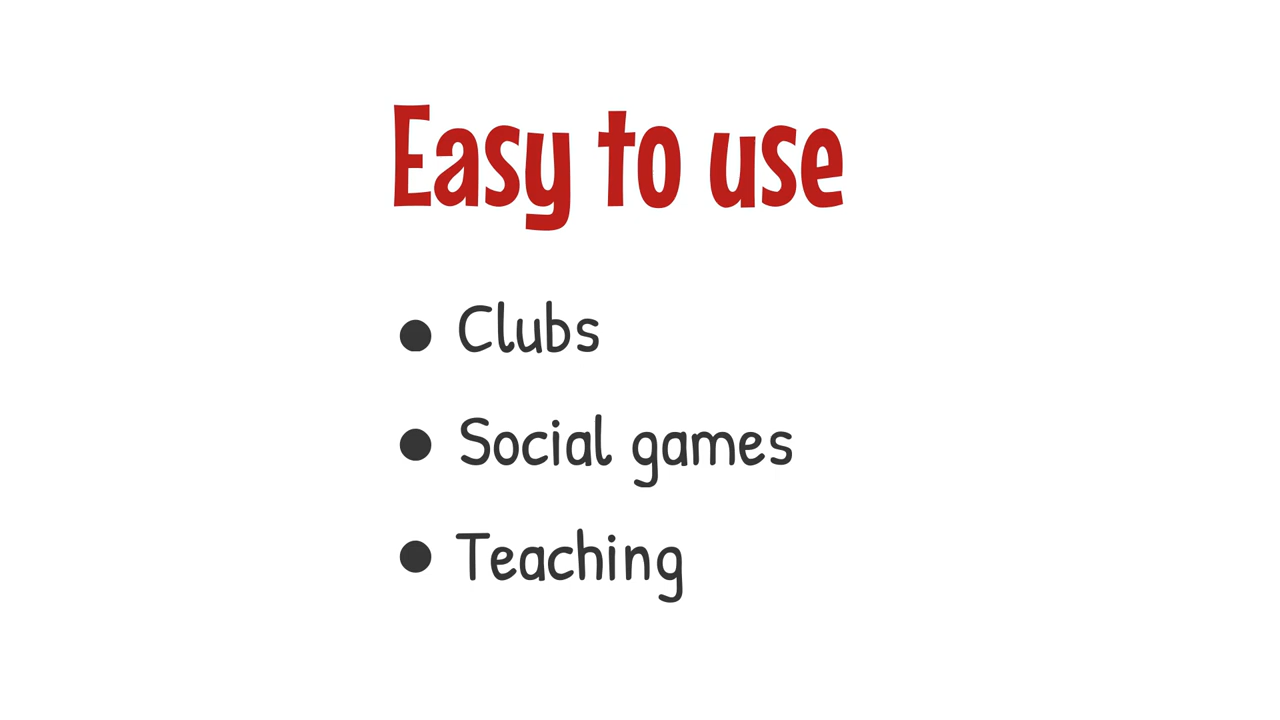 Easy to use
● Clubs
● Social games
● Teaching